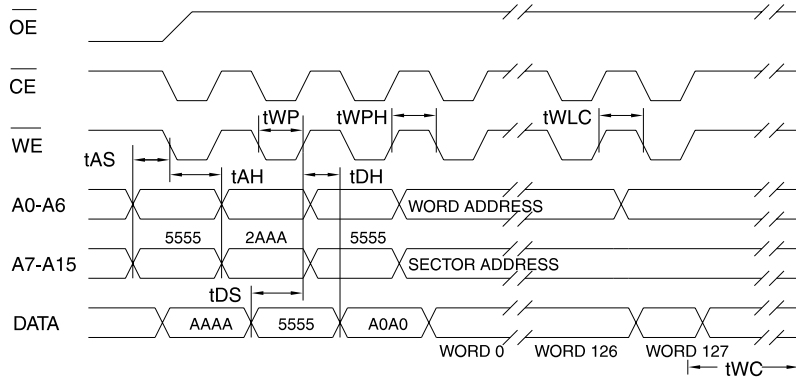 OE
CE
tWP tWPH tWLC
WE
tAS tAH tDH
A0-A6 WORD ADDRESS
5555 2AAA 5555
A7-A15 SECTOR ADDRESS
tDS
DATA AAAA 5555 A0A0
WORD 0 WORD 126 WORD 127
tWC